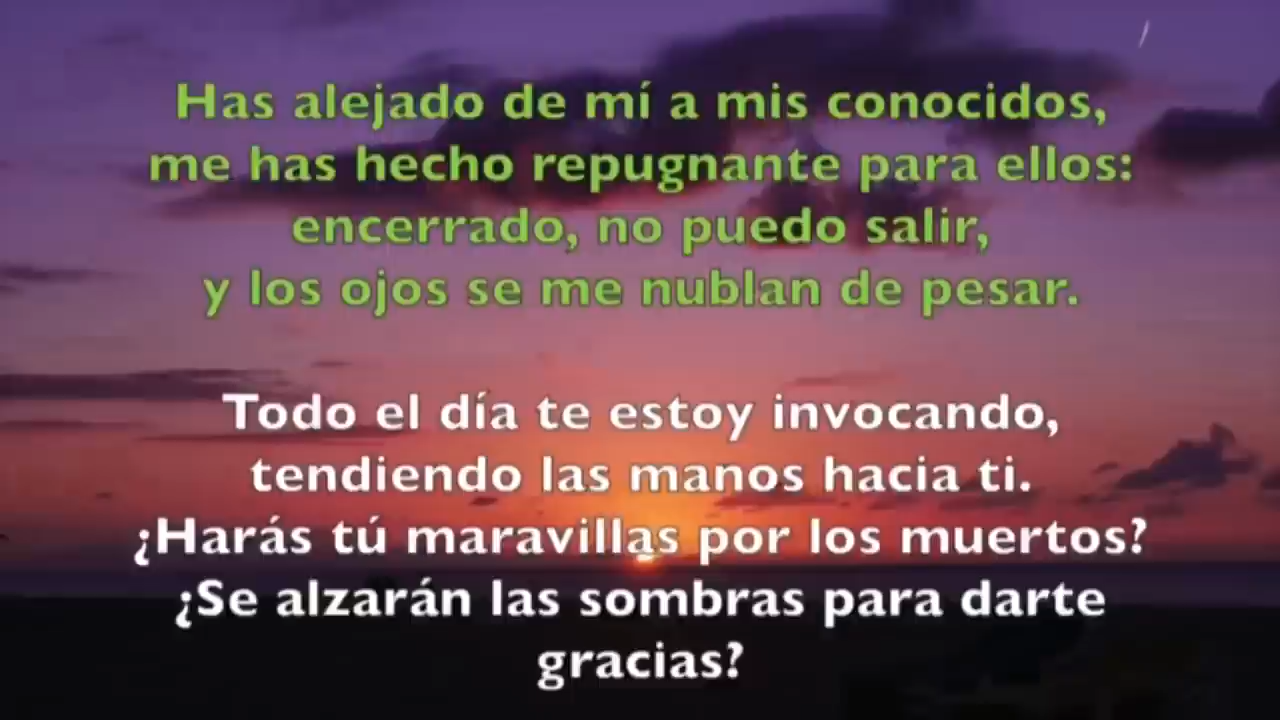 Has alejado de mí a mis conocidos,
me has hecho repugnante para ellos:
encerrado, no puedo salir,
y los ojos se me nublan de pesar.
Todo el día te estoy invocando,
tendiendo las manos hacia ti.
¿Harás tú maravillas por los muertos?
¿Se alzarán las sombras para darte
gracias?